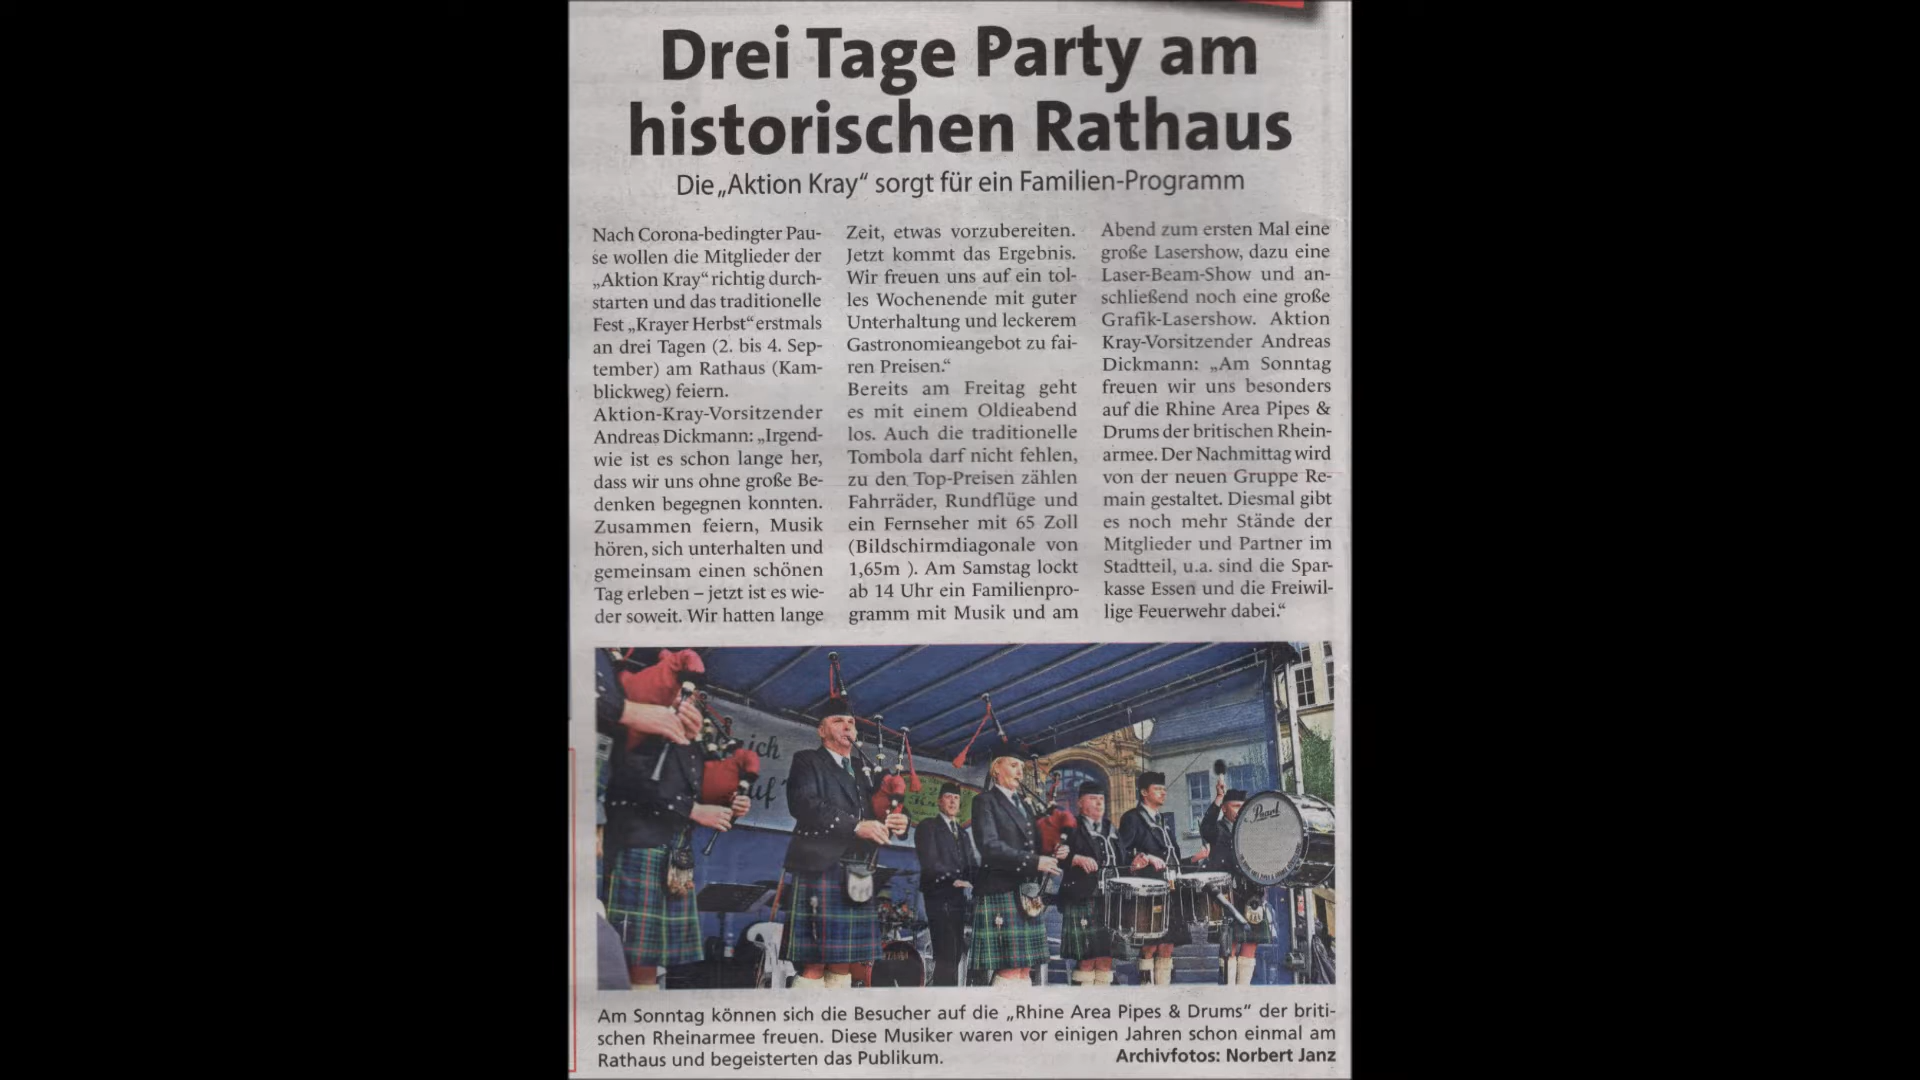 Drei Tage Party am
historischen Rathaus
Die „Aktion Kray“ sorgt für ein Familien-Programm
Nach Corona-bedingter Pau-
se wollen die Mitglieder der
„Aktion Kray“ richtig durch-
starten und das traditionelle
Fest „Krayer Herbst“ erstmals
an drei Tagen (2. bis 4. Sep-
tember) am Rathaus (Kam-
blickweg) feiern.
Aktion-Kray-Vorsitzender
Andreas Dickmann: „Irgend-
wie ist es schon lange her,
dass wir uns ohne große Be-
denken begegnen konnten.
Zusammen feiern, Musik
hören, sich unterhalten und
gemeinsam einen schönen
Tag erleben – jetzt ist es wie-
der soweit. Wir hatten lange
Zeit, etwas vorzubereiten.
Jetzt kommt das Ergebnis.
Wir freuen uns auf ein tol-
les Wochenende mit guter
Unterhaltung und leckerem
Gastronomieangebot zu fai-
ren Preisen.“
Bereits am Freitag geht
es mit einem Oldieabend
los. Auch die traditionelle
Tombola darf nicht fehlen,
zu den Top-Preisen zählen
Fahrräder, Rundflüge und
ein Fernseher mit 65 Zoll
(Bildschirmdiagonale von
1,65m ). Am Samstag lockt
ab 14 Uhr ein Familienpro-
gramm mit Musik und am
Abend zum ersten Mal eine
große Lasershow, dazu eine
Laser-Beam-Show und an-
schließend noch eine große
Grafik-Lasershow. Aktion
Kray-Vorsitzender Andreas
Dickmann: „Am Sonntag
freuen wir uns besonders
auf die Rhine Area Pipes &
Drums der britischen Rhein-
armee. Der Nachmittag wird
von der neuen Gruppe Re-
main gestaltet. Diesmal gibt
es noch mehr Stände der
Mitglieder und Partner im
Stadtteil, u.a. sind die Spar-
kasse Essen und die Freiwil-
lige Feuerwehr dabei.“
Pearl
Am Sonntag können sich die Besucher auf die „Rhine Area Pipes & Drums“ der briti-
schen Rheinarmee freuen. Diese Musiker waren vor einigen Jahren schon einmal am
Rathaus und begeisterten das Publikum.
Archivfotos: Norbert Janz